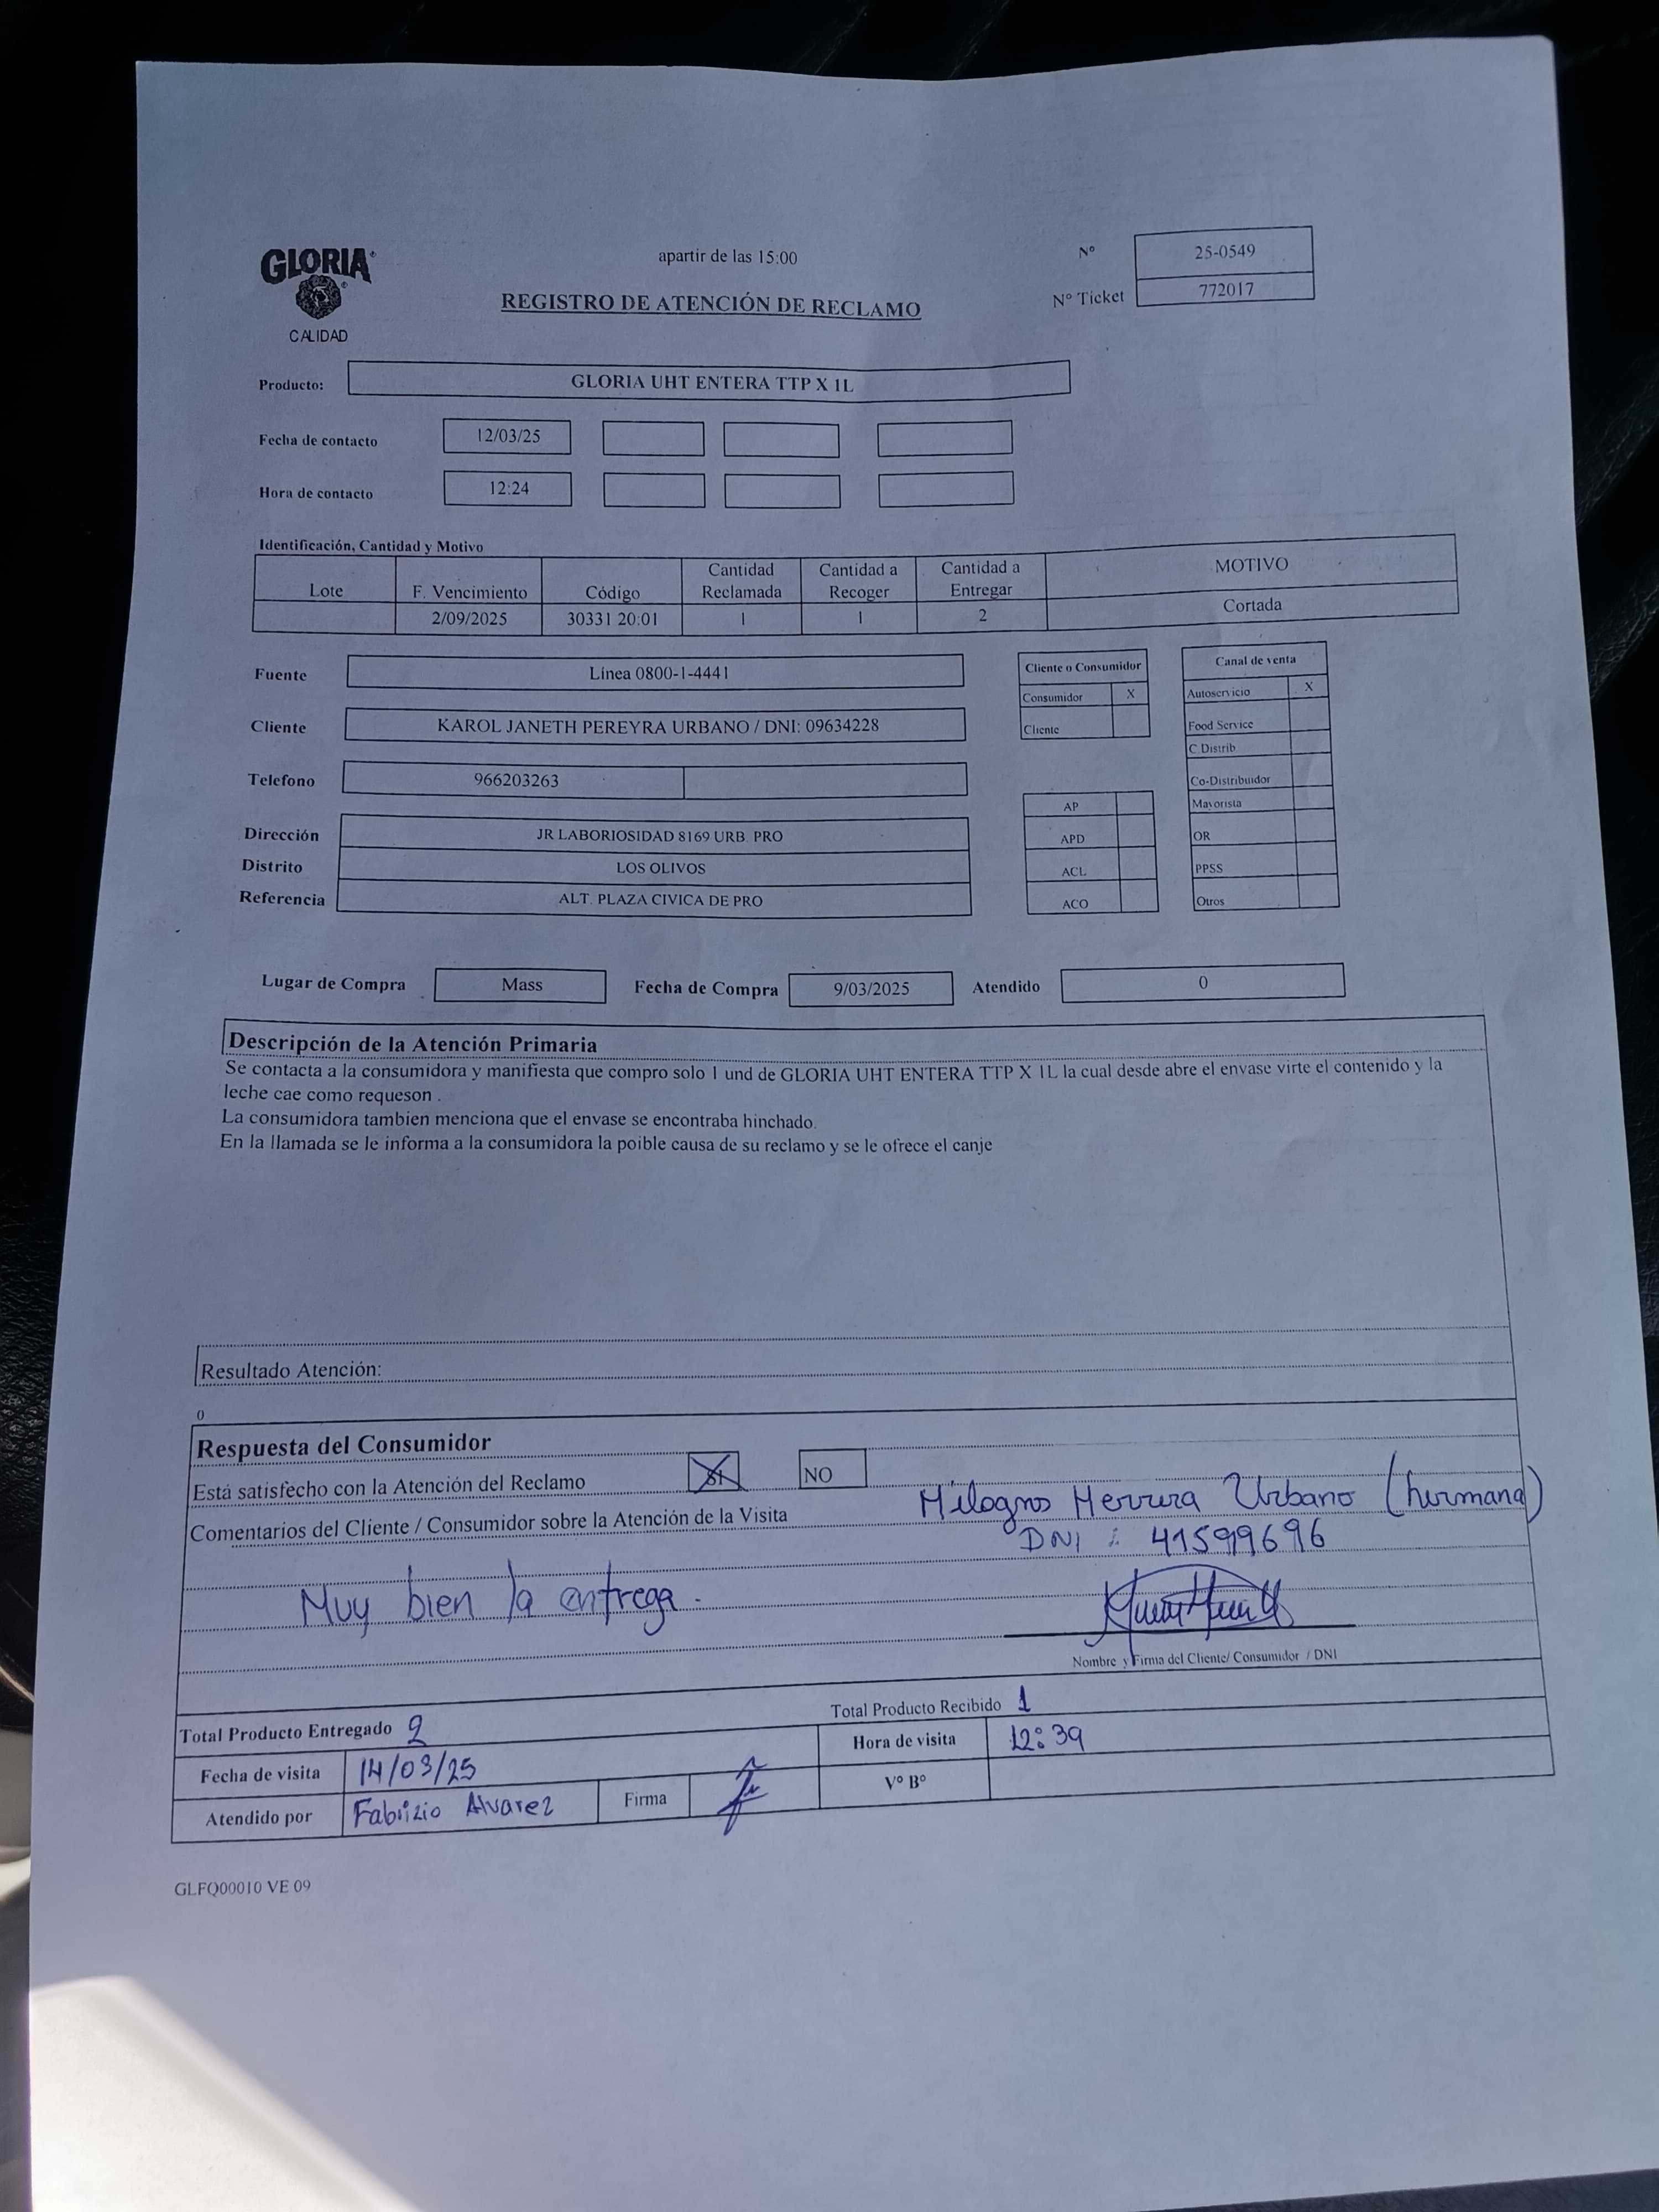 GLORIA®
CALIDAD
apartir de las 15:00
REGISTRO DE ATENCIÓN DE RECLAMO
Nº 25-0549
Nº Ticket 772017
Producto: GLORIA UHT ENTERA TTP X 1L
Fecha de contacto 12/03/25
Hora de contacto 12:24
Identificación, Cantidad y Motivo
Lote F. Vencimiento Código Cantidad Reclamada Cantidad a Recoger Cantidad a Entregar MOTIVO
2/09/2025 30331 20:01 1 1 2 Cortada
Fuente Línea 0800-1-4441
Cliente KAROL JANETH PEREYRA URBANO / DNI: 09634228
Telefono 966203263
Dirección JR LABORIOSIDAD 8169 URB. PRO
Distrito LOS OLIVOS
Referencia ALT. PLAZA CIVICA DE PRO
Cliente o Consumidor
Consumidor X
Cliente
AP
APD
ACL
ACO
Canal de venta
Autoservicio X
Food Service
C Distrib
Co-Distribuidor
Mayorista
OR
PPSS
Otros
Lugar de Compra Mass Fecha de Compra 9/03/2025 Atendido 0
Descripción de la Atención Primaria
Se contacta a la consumidora y manifiesta que compro solo 1 und de GLORIA UHT ENTERA TTP X 1L la cual desde abre el envase virte el contenido y la
leche cae como requeson .
La consumidora tambien menciona que el envase se encontraba hinchado.
En la llamada se le informa a la consumidora la poible causa de su reclamo y se le ofrece el canje
Resultado Atención:
0
Respuesta del Consumidor
Está satisfecho con la Atención del Reclamo SI NO
Comentarios del Cliente / Consumidor sobre la Atención de la Visita
Milagros Herrera Urbano (hermana)
DNI : 41599696
Muy bien la entrega.
Nombre y Firma del Cliente/ Consumidor / DNI
Total Producto Entregado 2 Total Producto Recibido 1
Fecha de visita 14/03/25 Hora de visita 12:39
Atendido por Fabrizio Alvarez Firma Vº Bº
GLFQ00010 VE 09